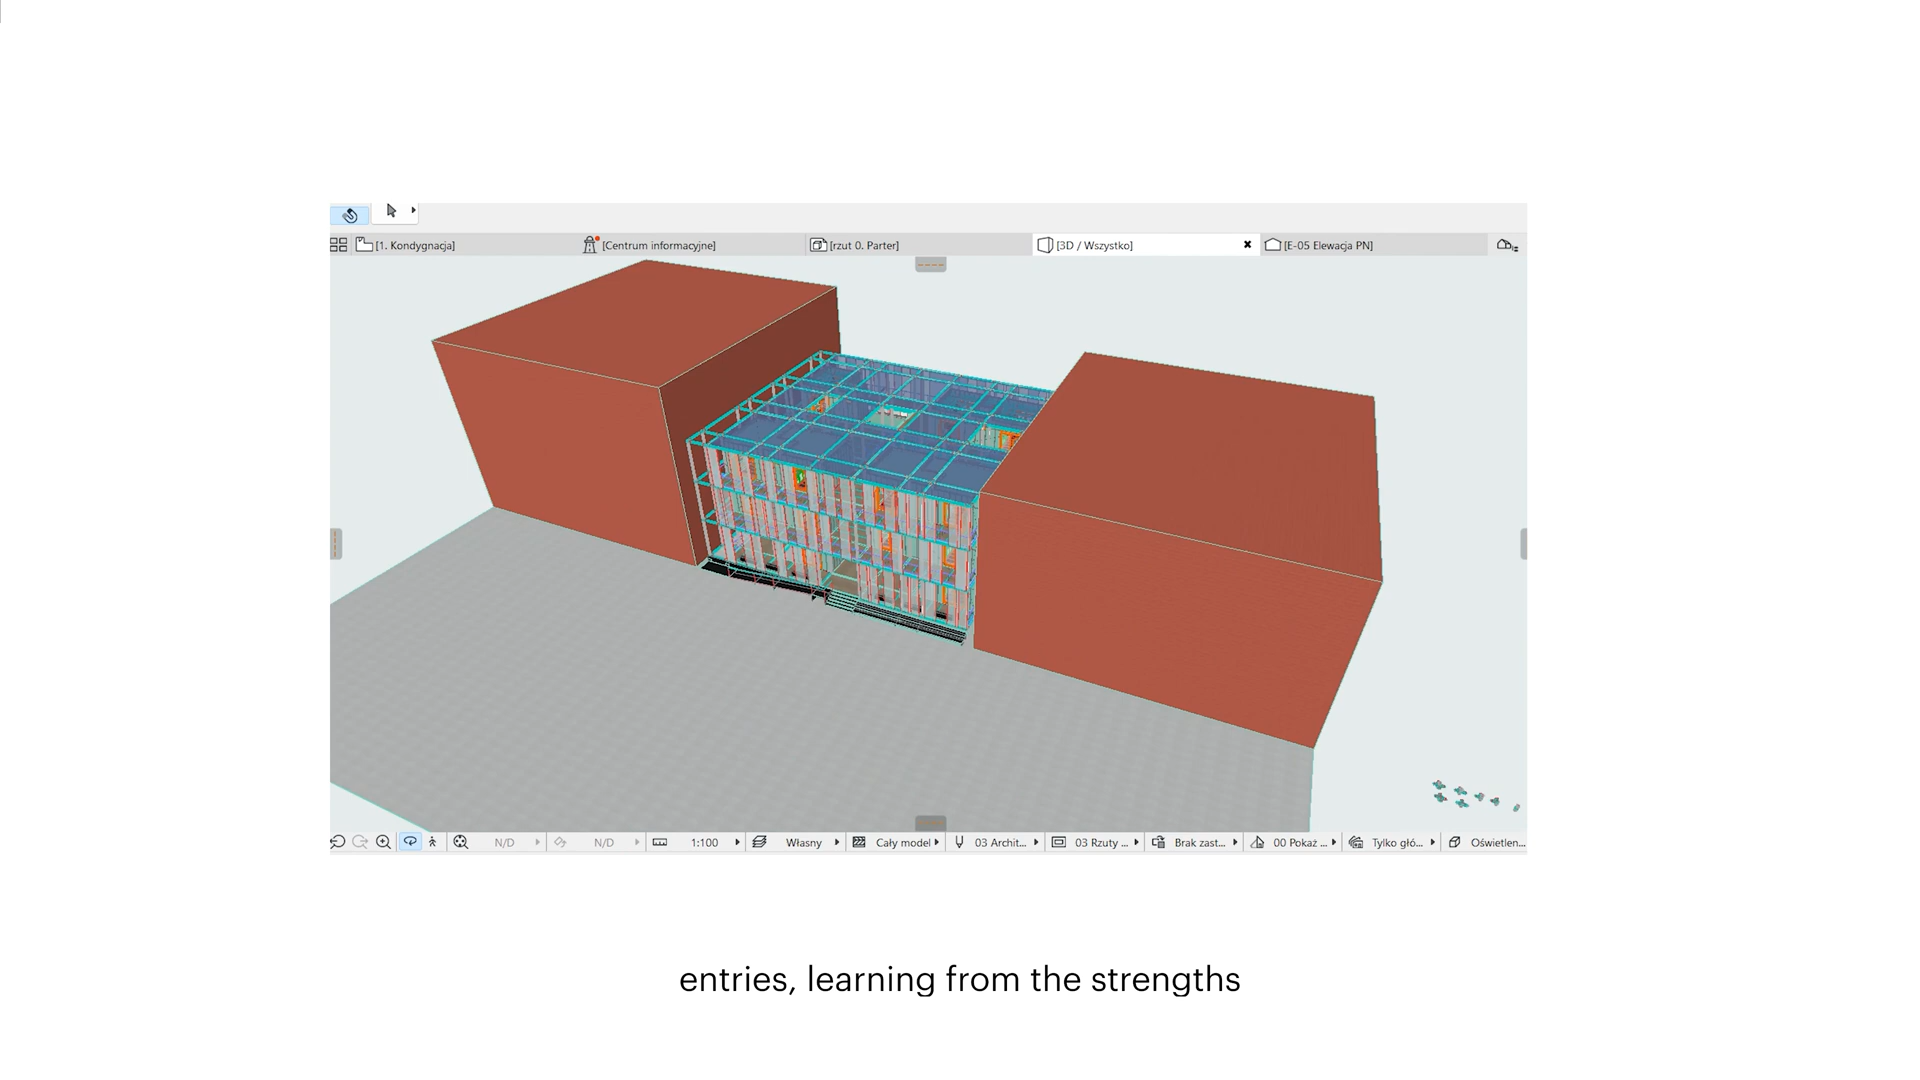 [1. Kondygnacja]
[Centrum informacyjne]
[rzut 0. Parter]
[3D / Wszystko]
[E-05 Elewacja PN]
N/D
N/D
1:100
Własny
Cały model
03 Archit...
03 Rzuty ...
Brak zast...
00 Pokaż ...
Tylko głó...
Oświetlen...
entries, learning from the strengths